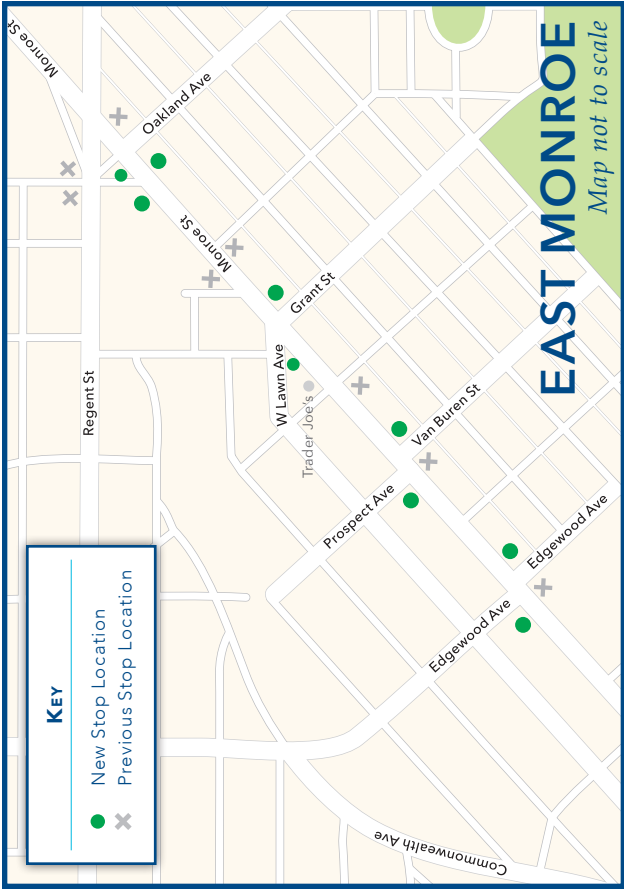 EAST MONROE
Map not to scale
KEY
New Stop Location
Previous Stop Location
Monroe St
Oakland Ave
Monroe St
Grant St
Regent St
W Lawn Ave
Trader Joe's
Van Buren St
Prospect Ave
Edgewood Ave
Edgewood Ave
Commonwealth Ave